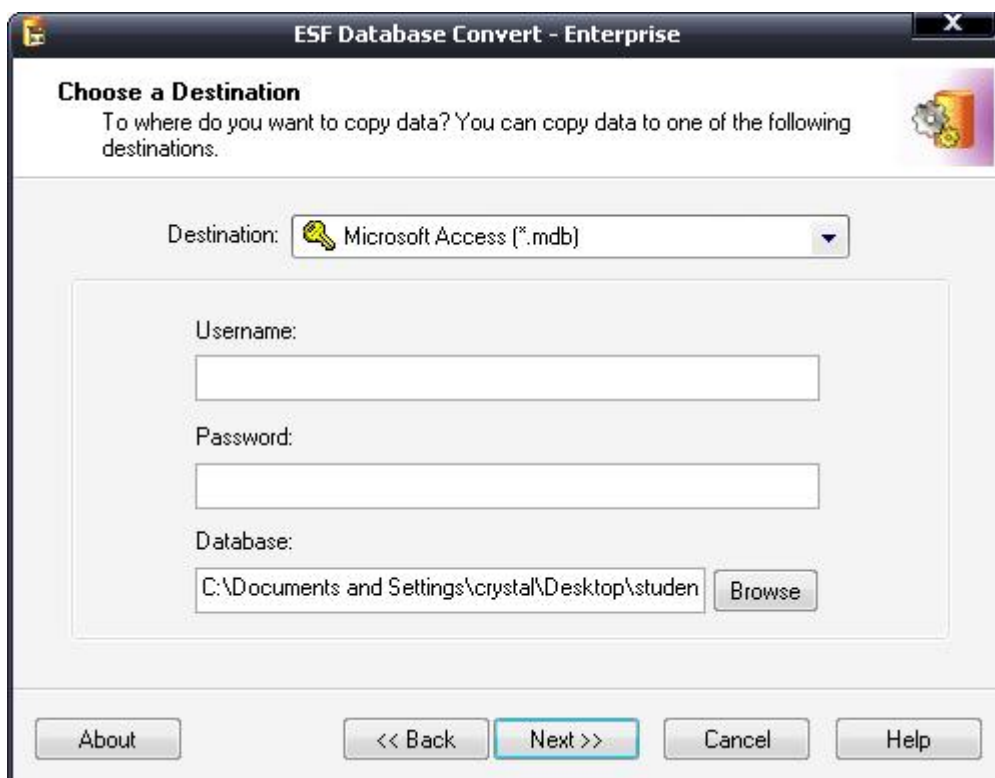 ESF Database Convert - Enterprise
X
Choose a Destination
To where do you want to copy data? You can copy data to one of the following
destinations.
Destination: Microsoft Access (*.mdb)
Username:
Password:
Database:
C:\Documents and Settings\crystal\Desktop\studen Browse
About << Back Next >> Cancel Help